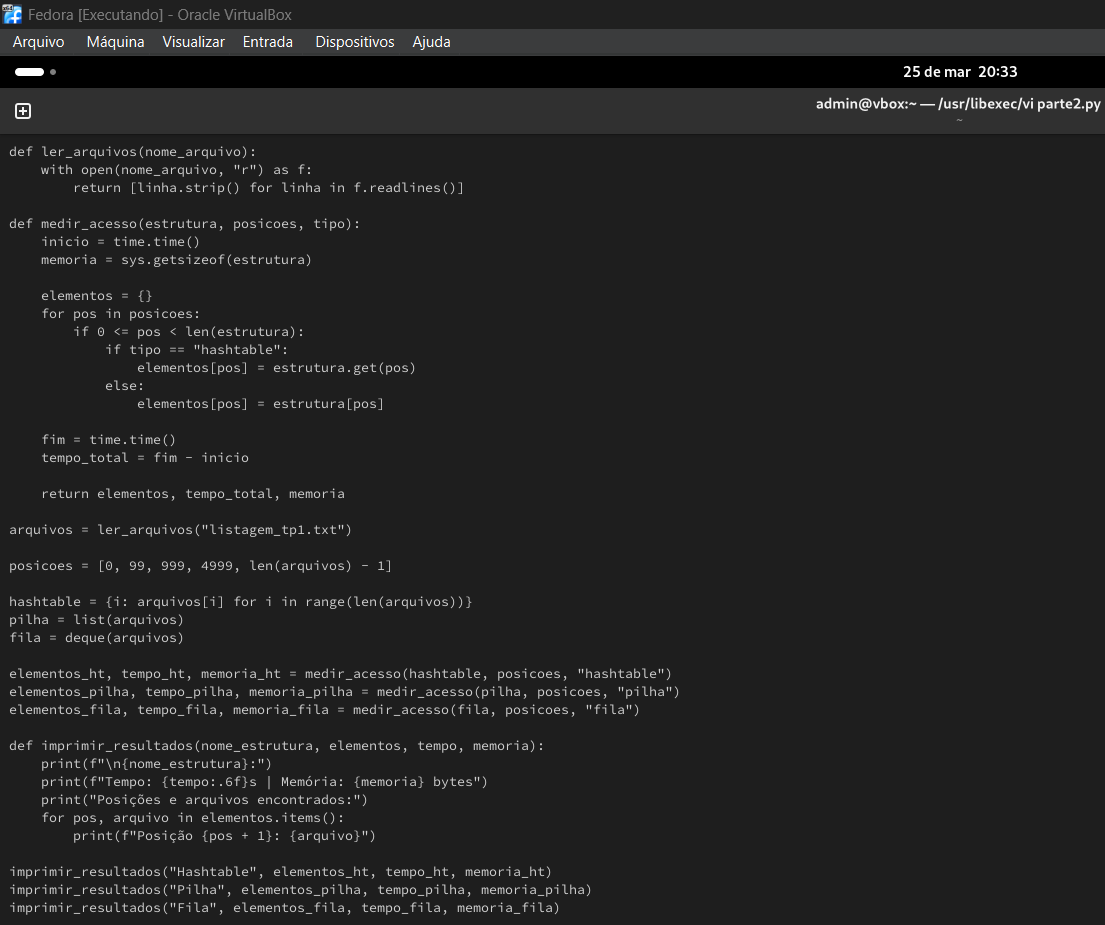 Fedora [Executando] - Oracle VirtualBox
Arquivo Máquina Visualizar Entrada Dispositivos Ajuda
25 de mar 20:33
admin@vbox:~ — /usr/libexec/vi parte2.py
~
def ler_arquivos(nome_arquivo):
    with open(nome_arquivo, "r") as f:
        return [linha.strip() for linha in f.readlines()]

def medir_acesso(estrutura, posicoes, tipo):
    inicio = time.time()
    memoria = sys.getsizeof(estrutura)

    elementos = {}
    for pos in posicoes:
        if 0 <= pos < len(estrutura):
            if tipo == "hashtable":
                elementos[pos] = estrutura.get(pos)
            else:
                elementos[pos] = estrutura[pos]

    fim = time.time()
    tempo_total = fim - inicio

    return elementos, tempo_total, memoria

arquivos = ler_arquivos("listagem_tp1.txt")

posicoes = [0, 99, 999, 4999, len(arquivos) - 1]

hashtable = {i: arquivos[i] for i in range(len(arquivos))}
pilha = list(arquivos)
fila = deque(arquivos)

elementos_ht, tempo_ht, memoria_ht = medir_acesso(hashtable, posicoes, "hashtable")
elementos_pilha, tempo_pilha, memoria_pilha = medir_acesso(pilha, posicoes, "pilha")
elementos_fila, tempo_fila, memoria_fila = medir_acesso(fila, posicoes, "fila")

def imprimir_resultados(nome_estrutura, elementos, tempo, memoria):
    print(f"\n{nome_estrutura}:")
    print(f"Tempo: {tempo:.6f}s | Memória: {memoria} bytes")
    print("Posições e arquivos encontrados:")
    for pos, arquivo in elementos.items():
        print(f"Posição {pos + 1}: {arquivo}")

imprimir_resultados("Hashtable", elementos_ht, tempo_ht, memoria_ht)
imprimir_resultados("Pilha", elementos_pilha, tempo_pilha, memoria_pilha)
imprimir_resultados("Fila", elementos_fila, tempo_fila, memoria_fila)